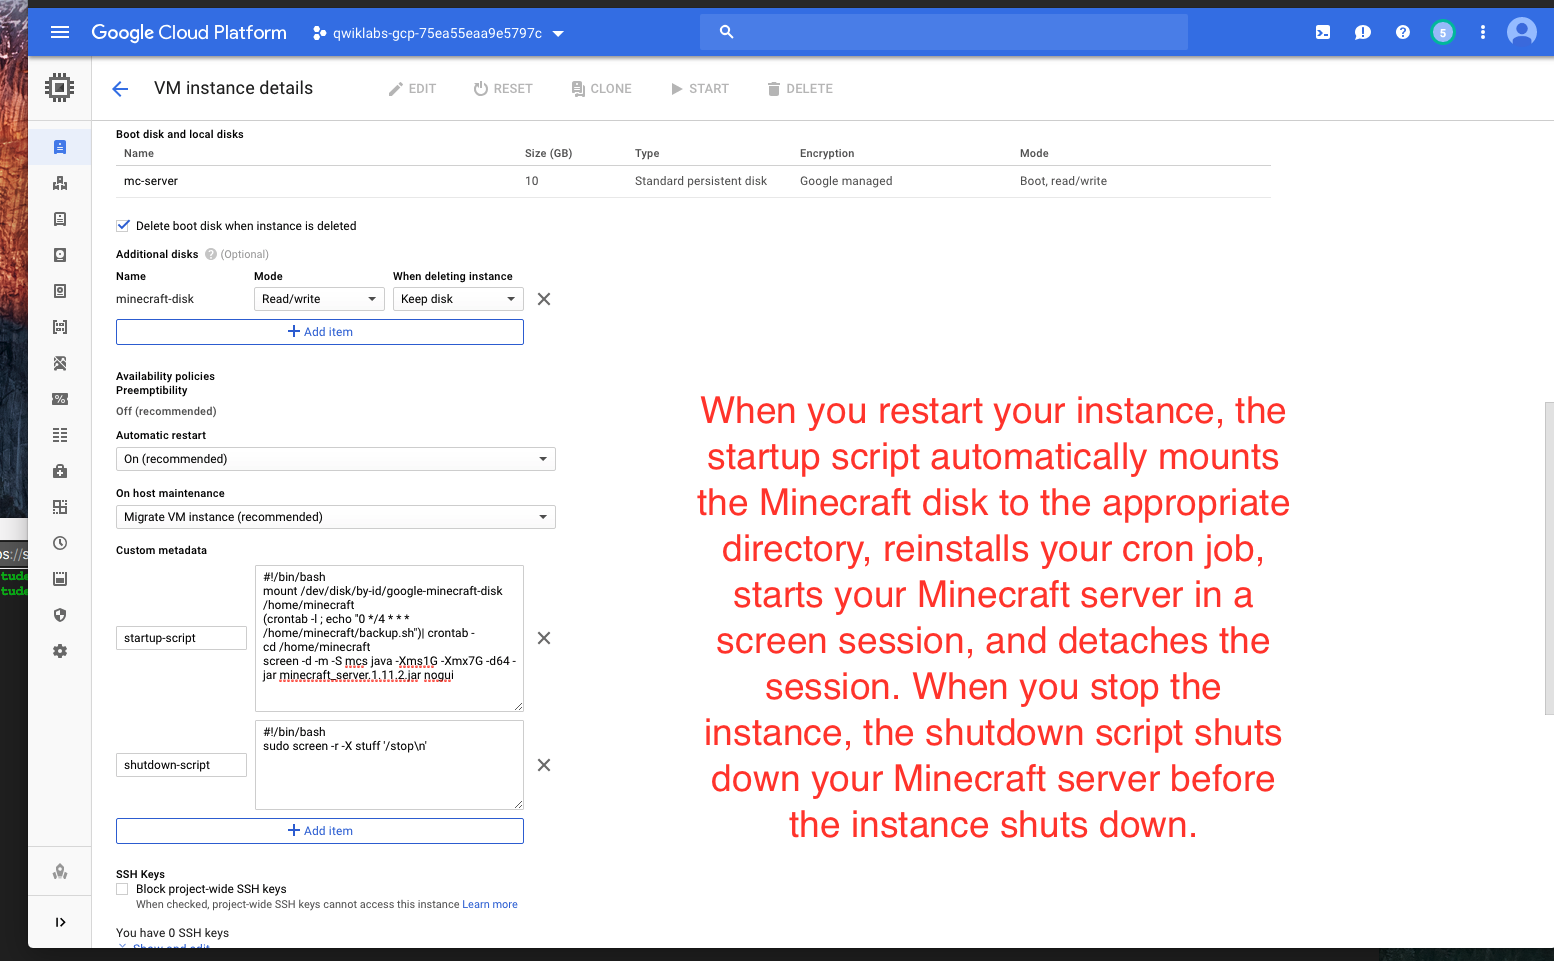 Google Cloud Platform
qwiklabs-gcp-75ea55eaa9e5797c
5
VM instance details
EDIT
RESET
CLONE
START
DELETE
Boot disk and local disks
Name Size (GB) Type Encryption Mode
mc-server 10 Standard persistent disk Google managed Boot, read/write
Delete boot disk when instance is deleted
Additional disks ? (Optional)
Name Mode When deleting instance
minecraft-disk Read/write Keep disk
+ Add item
Availability policies
Preemptibility
Off (recommended)
Automatic restart
On (recommended)
On host maintenance
Migrate VM instance (recommended)
Custom metadata
startup-script
#!/bin/bash
mount /dev/disk/by-id/google-minecraft-disk
/home/minecraft
(crontab -l ; echo "0 */4 * * *
/home/minecraft/backup.sh")| crontab -
cd /home/minecraft
screen -d -m -S mcs java -Xms1G -Xmx7G -d64 -
jar minecraft_server.1.11.2.jar nogui
shutdown-script
#!/bin/bash
sudo screen -r -X stuff '/stop\n'
+ Add item
SSH Keys
Block project-wide SSH keys
When checked, project-wide SSH keys cannot access this instance Learn more
You have 0 SSH keys
Show and edit
When you restart your instance, the
startup script automatically mounts
the Minecraft disk to the appropriate
directory, reinstalls your cron job,
starts your Minecraft server in a
screen session, and detaches the
session. When you stop the
instance, the shutdown script shuts
down your Minecraft server before
the instance shuts down.
os://s
tude
tude